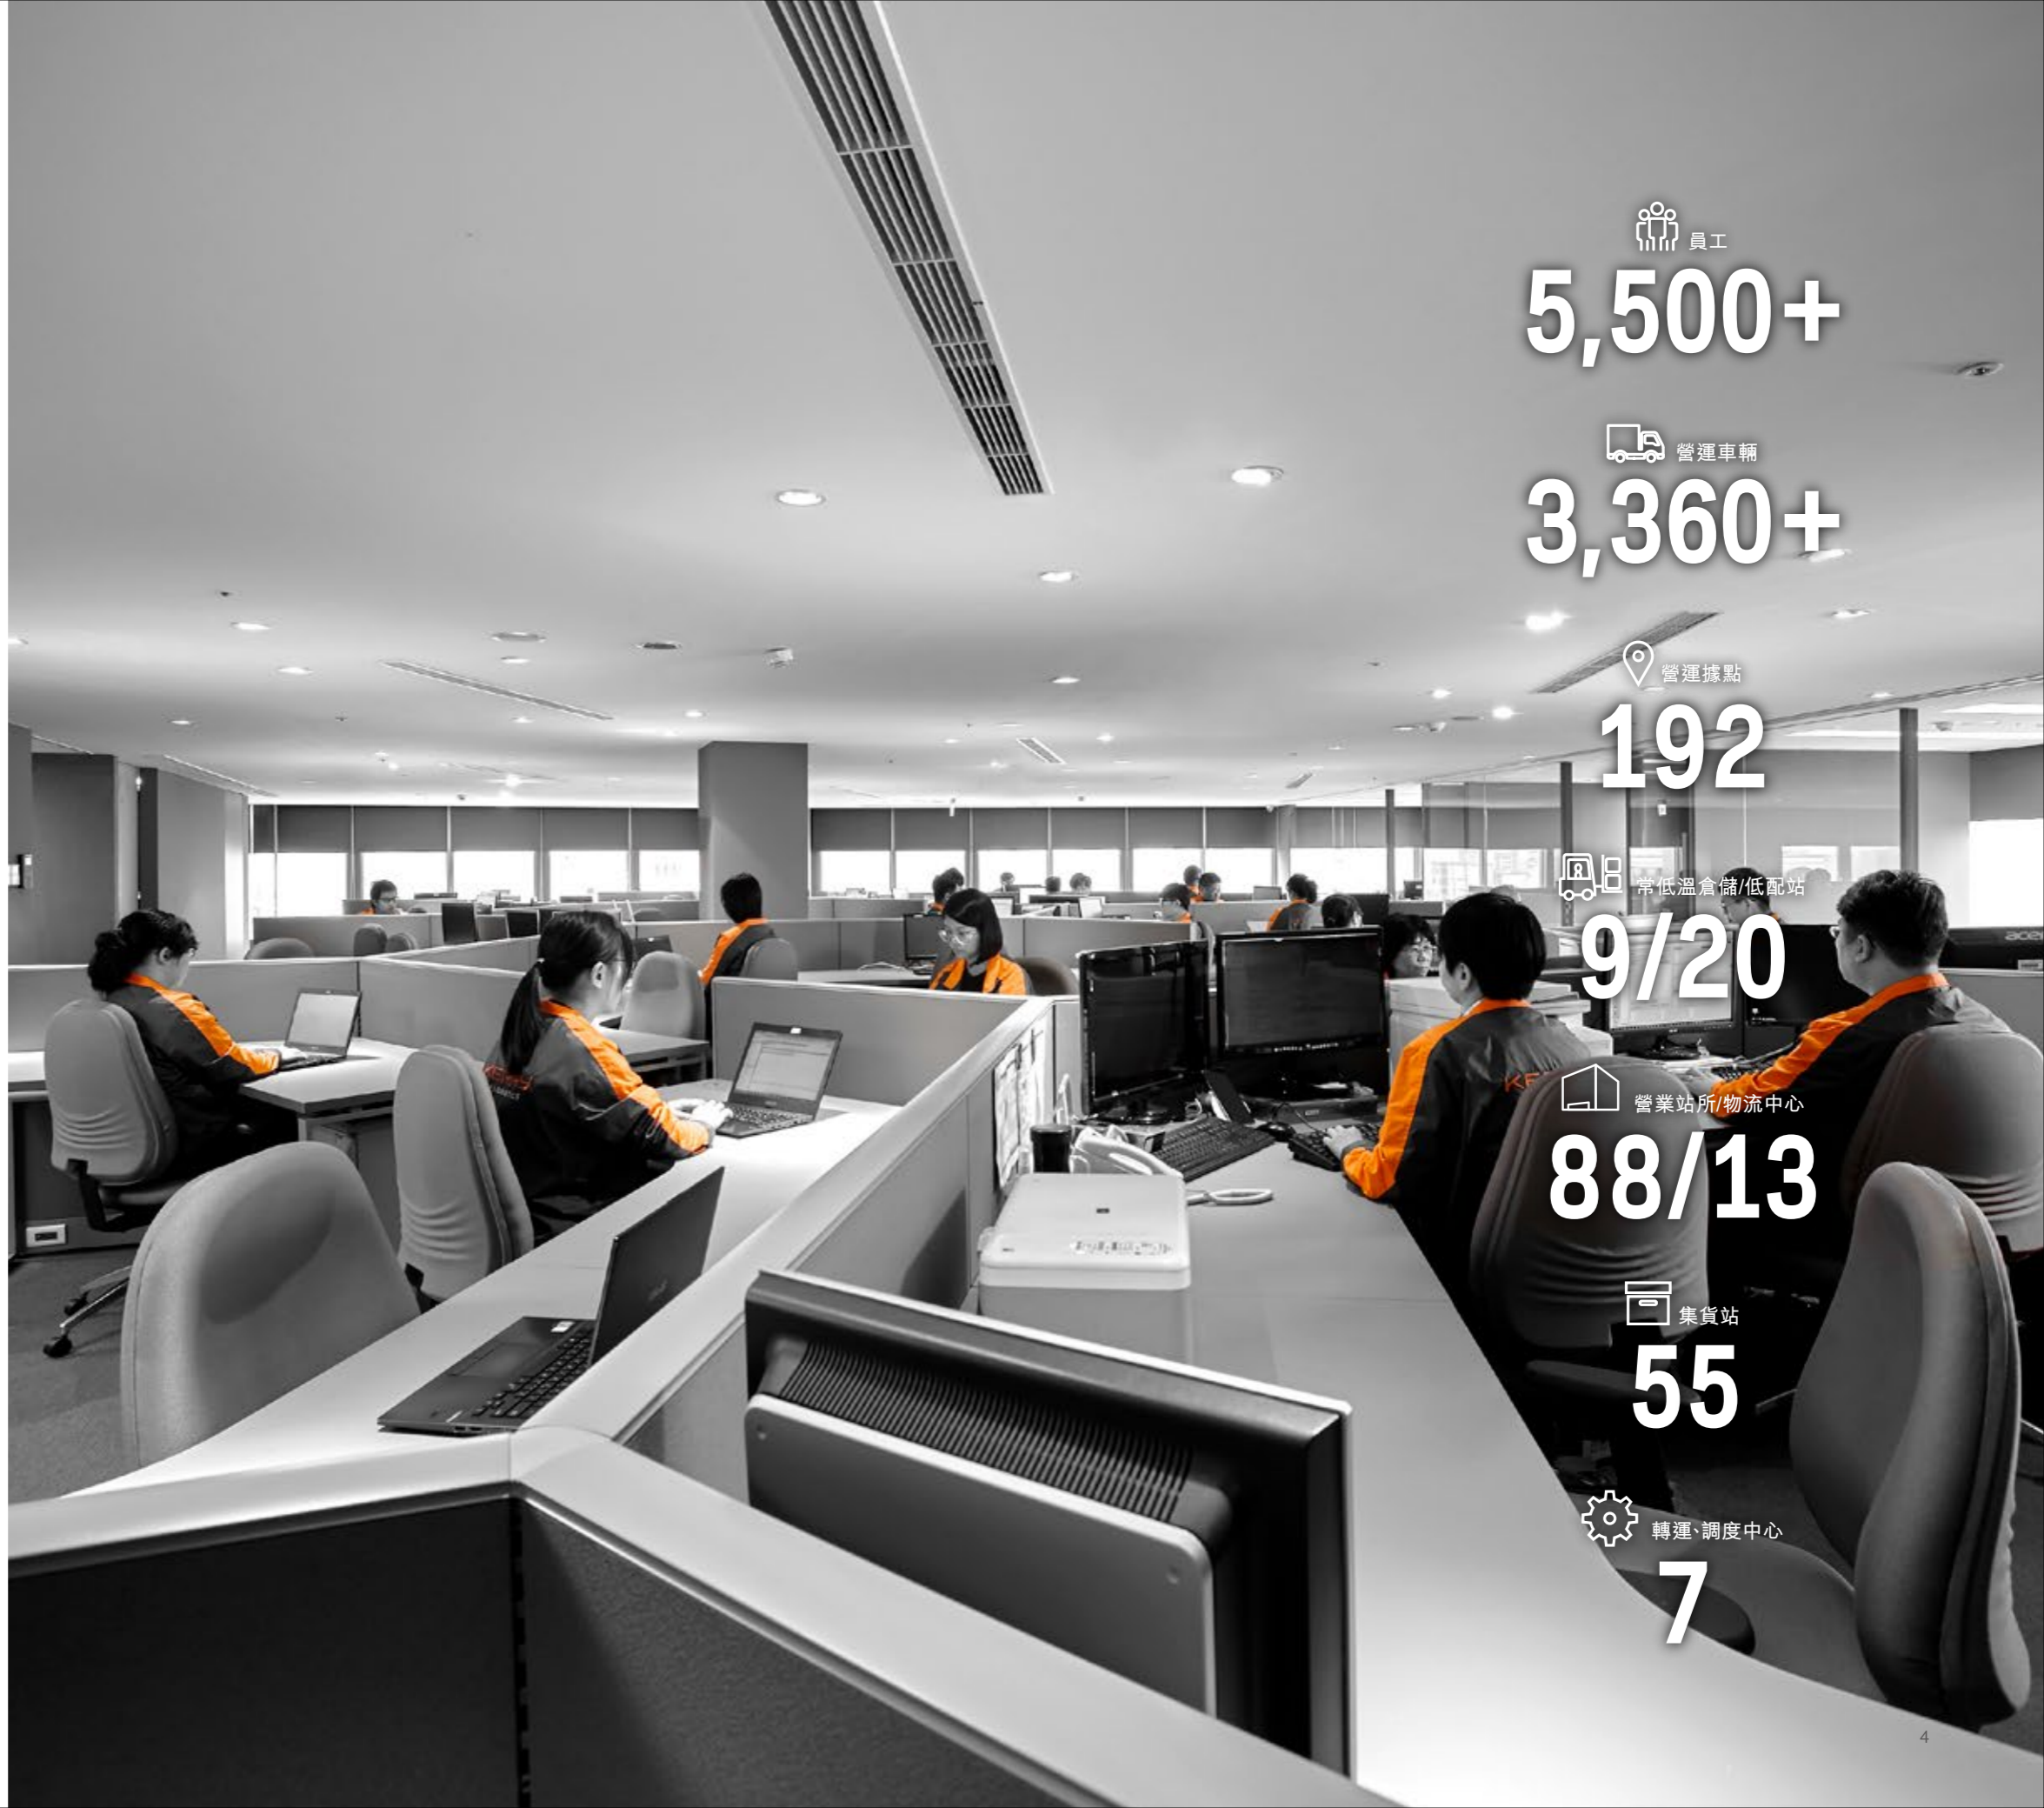 員工
5,500+
營運車輛
3,360+
營運據點
192
常低溫倉儲/低配站
9/20
acer
KERRY
營業站所/物流中心
88/13
集貨站
55
轉運、調度中心
7
4